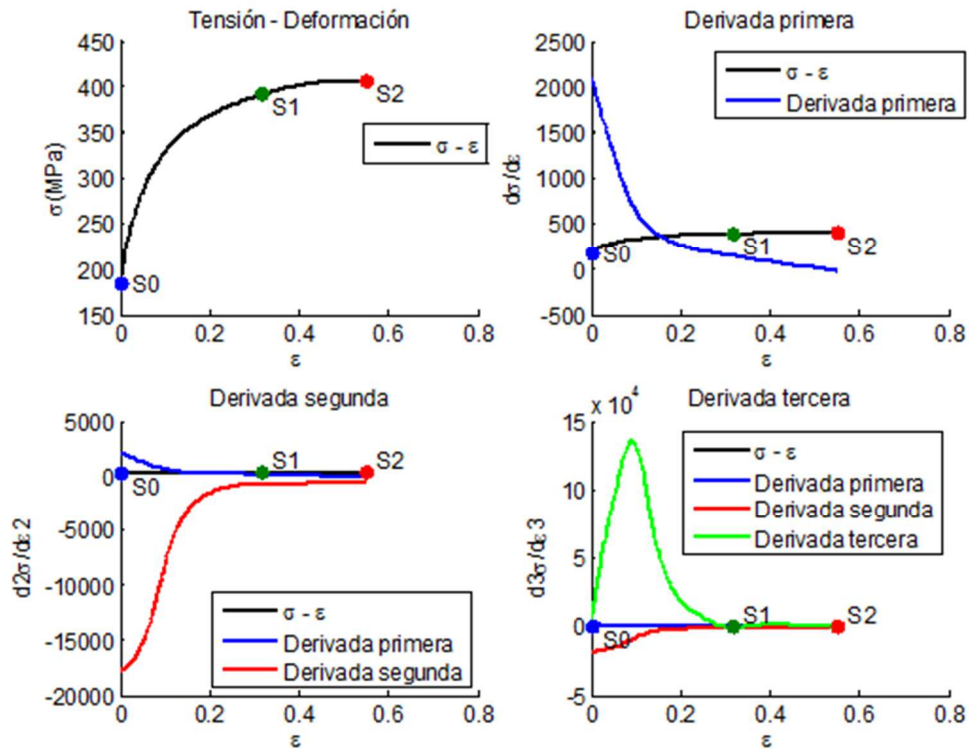 Tensión - Deformación
450
400
350
300
250
200
150
0
0.2
0.4
0.6
0.8
σ (MPa)
ε
S0
S1
S2
σ - ε
Derivada primera
2500
2000
1500
1000
500
0
-500
0
0.2
0.4
0.6
0.8
dσ/dε
ε
S0
S1
S2
σ - ε
Derivada primera
Derivada segunda
5000
0
-5000
-10000
-15000
-20000
0
0.2
0.4
0.6
0.8
d2σ/dε2
ε
S0
S1
S2
σ - ε
Derivada primera
Derivada segunda
Derivada tercera
x 10^4
15
10
5
0
-5
0
0.2
0.4
0.6
0.8
d3σ/dε3
ε
S0
S1
S2
σ - ε
Derivada primera
Derivada segunda
Derivada tercera